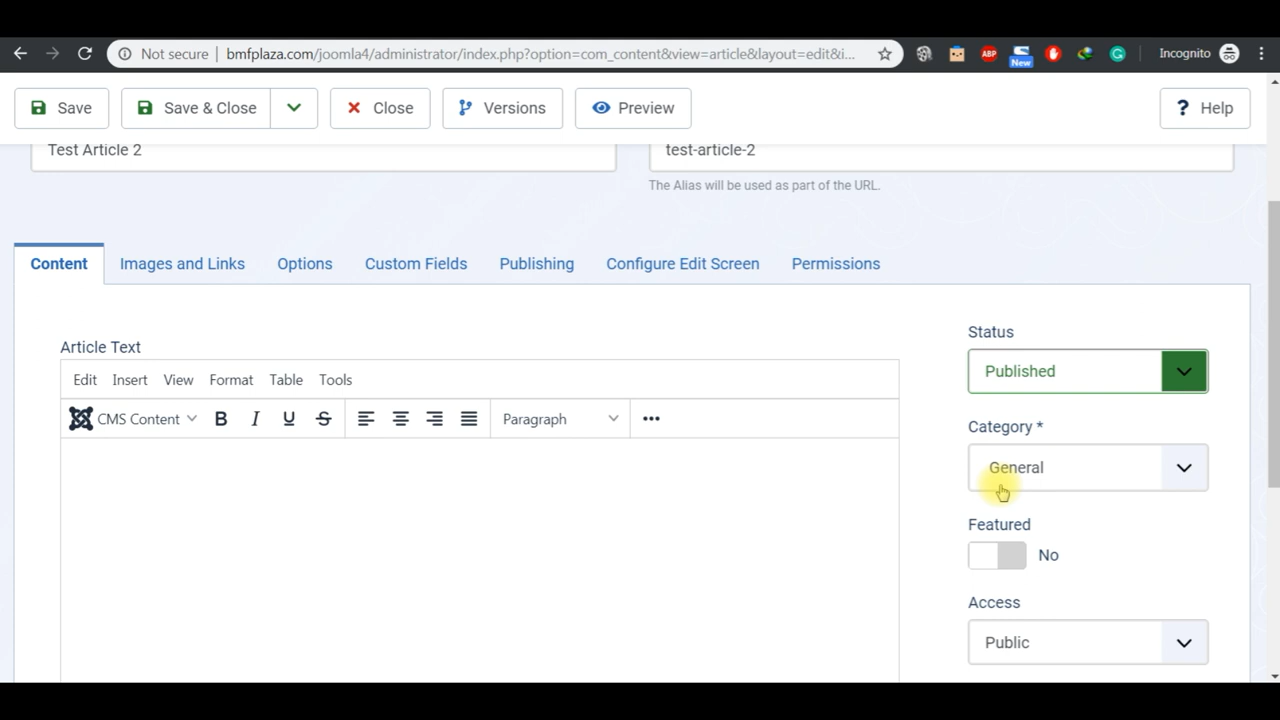 Not secure | bmfplaza.com/joomla4/administrator/index.php?option=com_content&view=article&layout=edit&i... ABP New Incognito
Save Save & Close Close Versions Preview ? Help
Test Article 2 test-article-2
The Alias will be used as part of the URL.
Content Images and Links Options Custom Fields Publishing Configure Edit Screen Permissions
Status
Article Text
Published
Edit Insert View Format Table Tools
CMS Content B I U S Paragraph ...
Category *
General
Featured
No
Access
Public